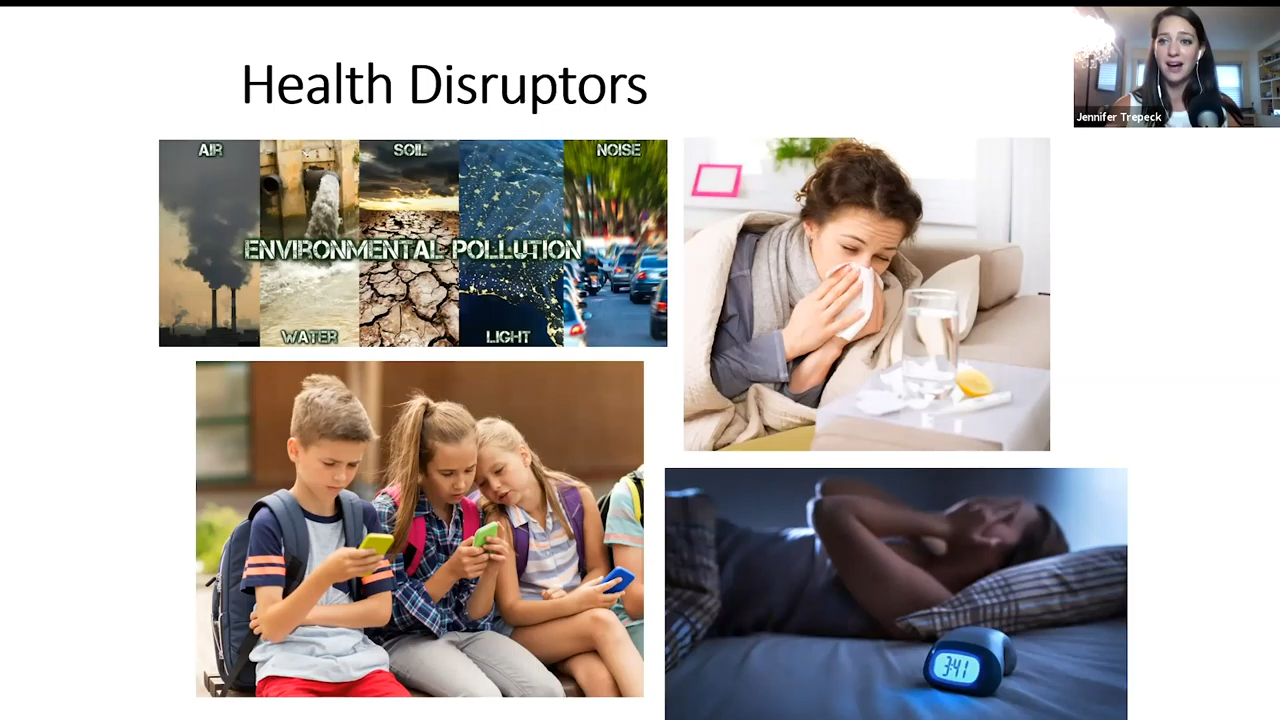 Health Disruptors
Jennifer Trepeck
AIR
SOIL
NOISE
ENVIRONMENTAL POLLUTION
WATER
LIGHT
3:41